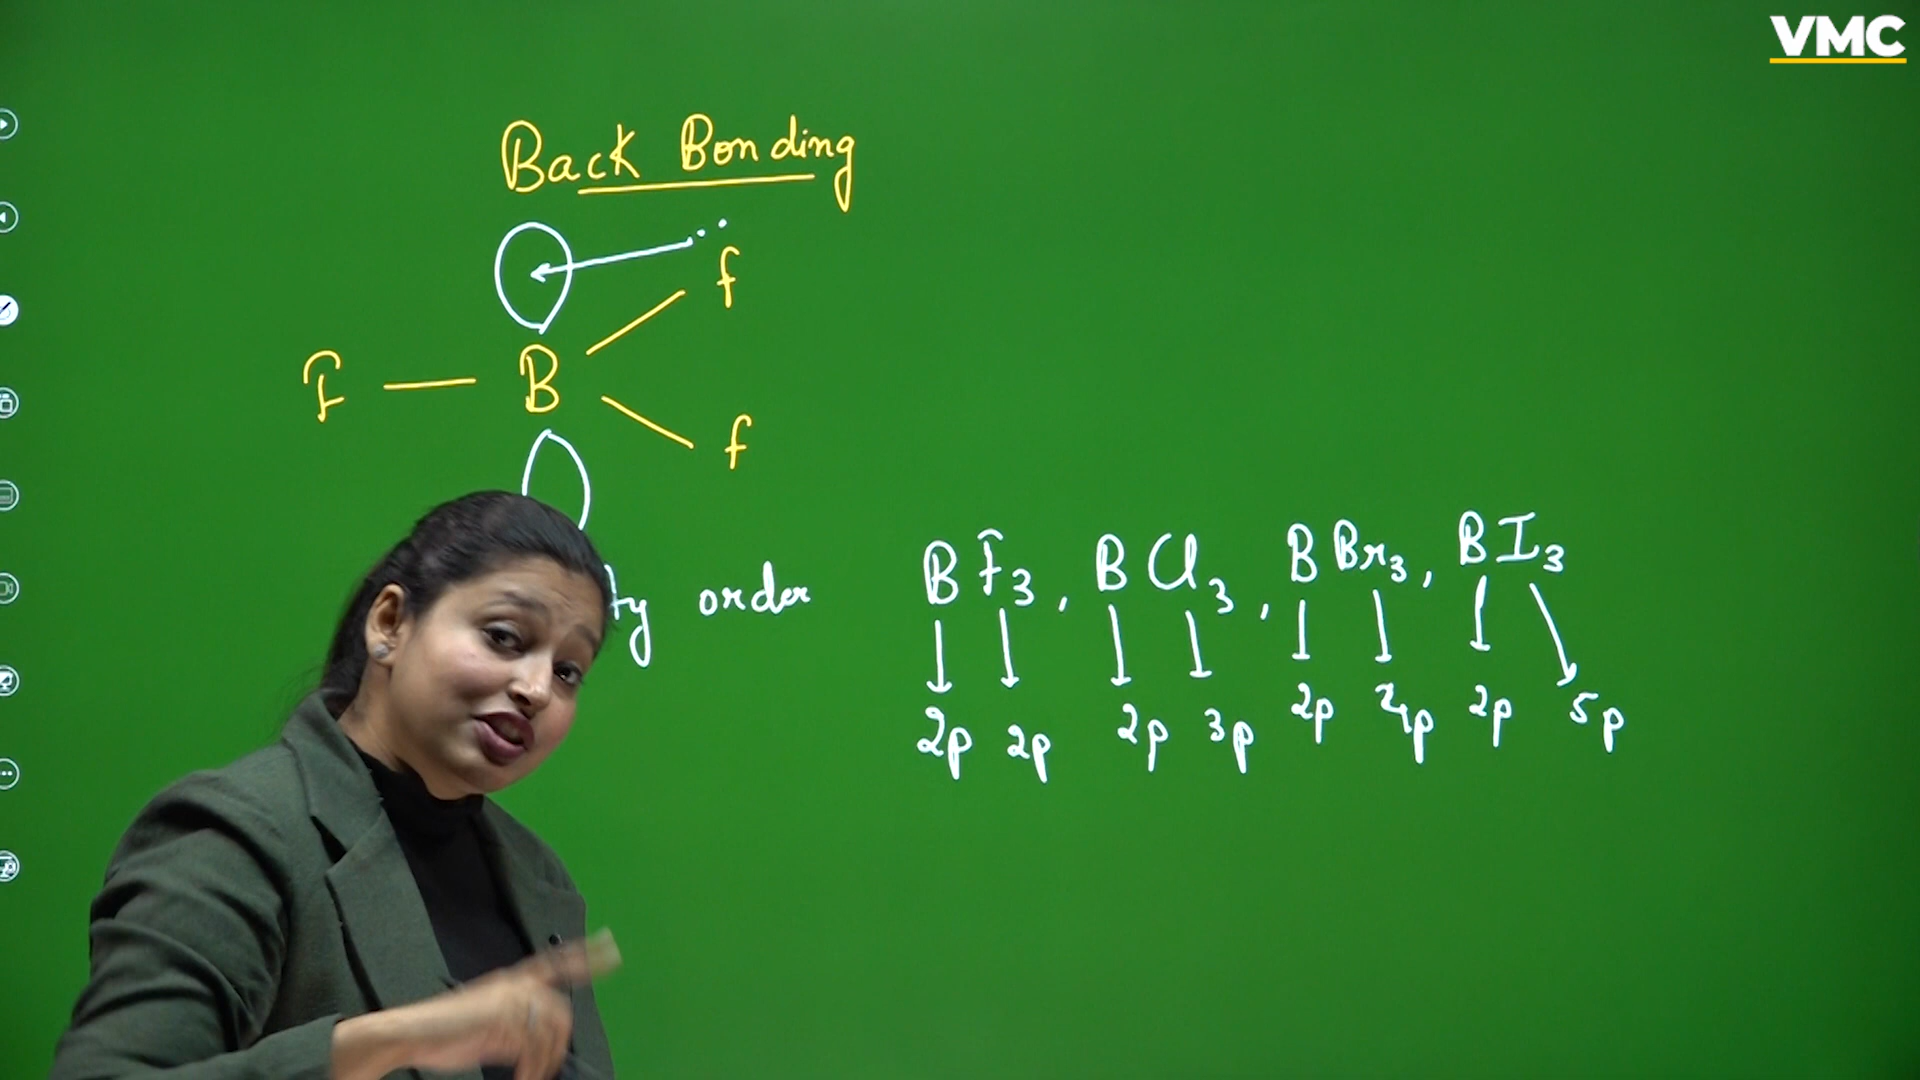 VMC
Back Bonding
f
F B
f
order BF3, BCl3, BBr3, BI3
2p 2p 2p 3p 2p 4p 2p 5p